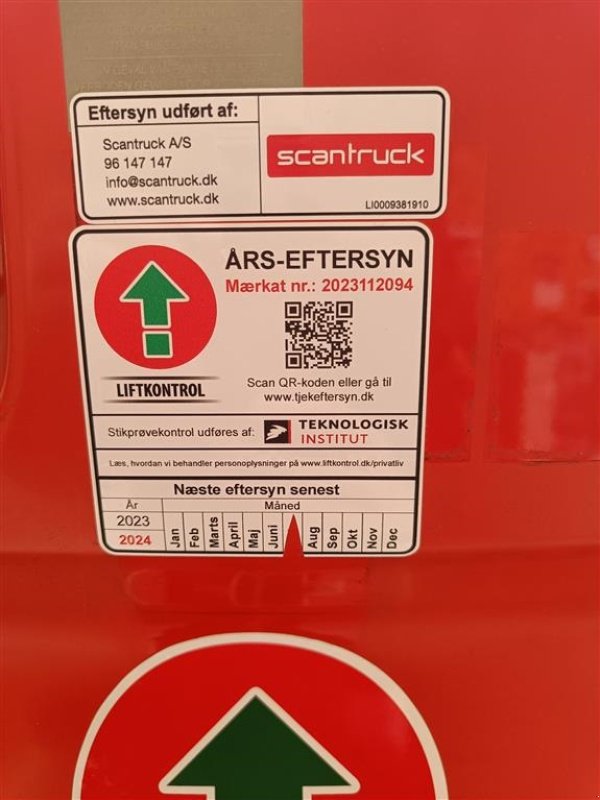 Eftersyn udført af:
Scantruck A/S
96 147 147
info@scantruck.dk
www.scantruck.dk
scantruck
LI0009381910
ÅRS-EFTERSYN
Mærkat nr.: 2023112094
LIFTKONTROL
Scan QR-koden eller gå til
www.tjekeftersyn.dk
Stikprøvekontrol udføres af:
TEKNOLOGISK
INSTITUT
Læs, hvordan vi behandler personoplysninger på www.liftkontrol.dk/privatliv
Næste eftersyn senest
År Måned
2023
2024
Jan Feb Marts April Maj Juni Aug Sep Okt Nov Dec